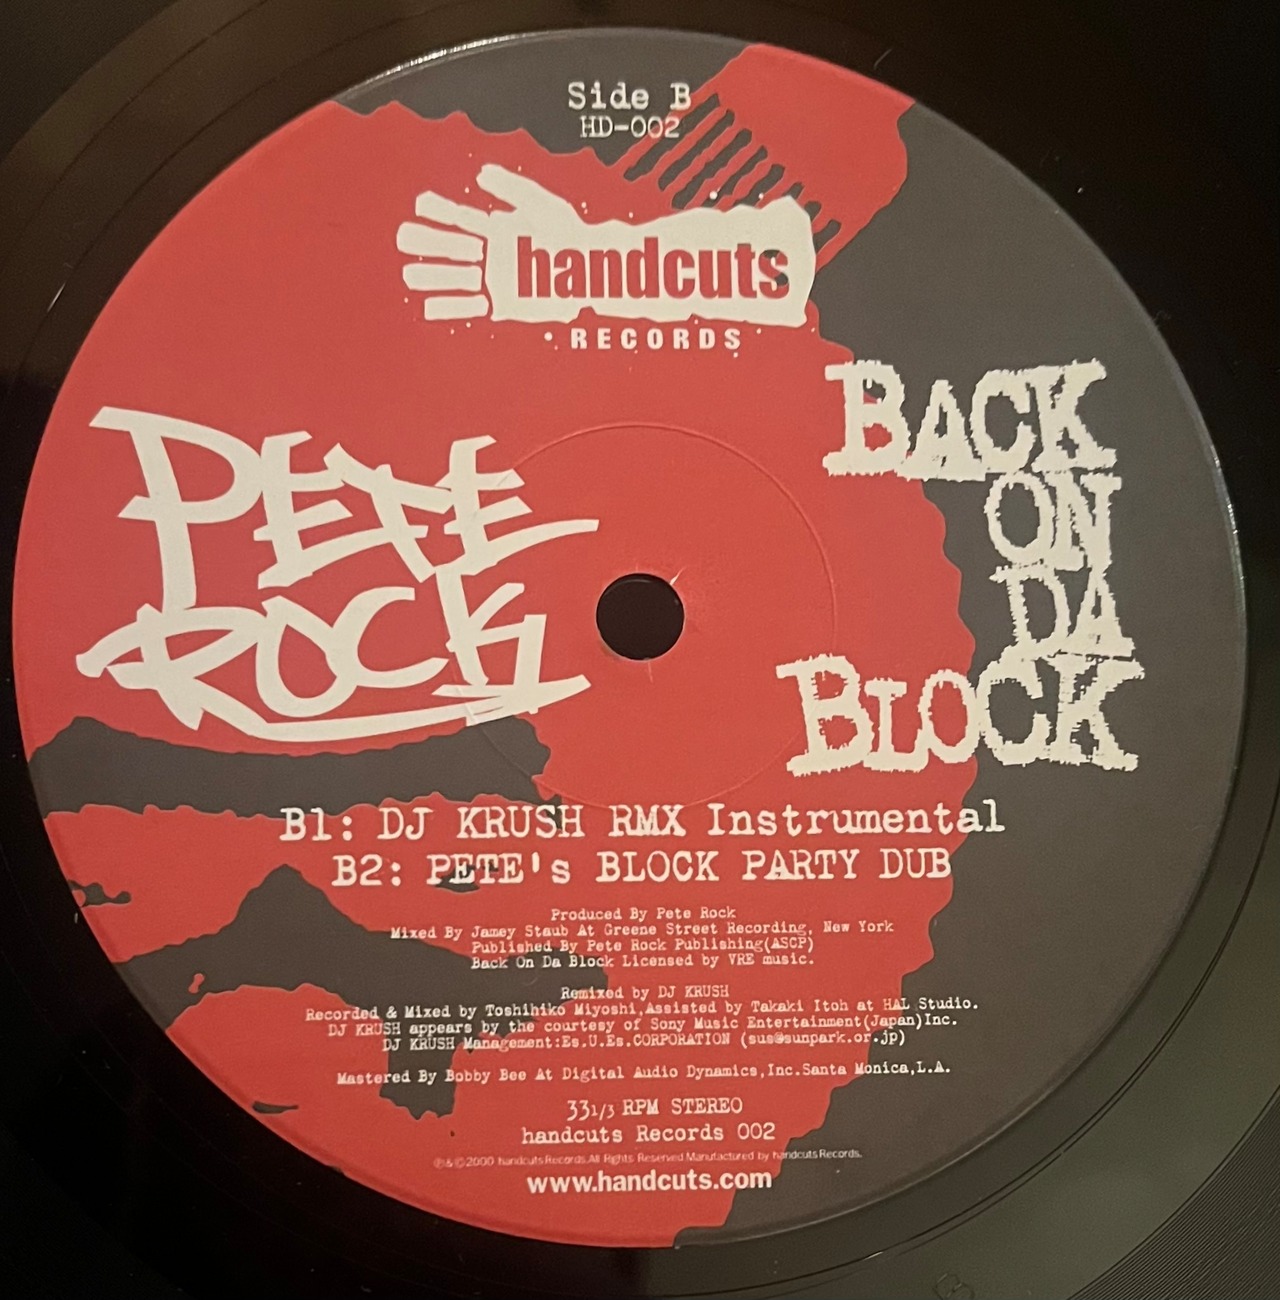 Side B
HD-002
handcuts
RECORDS
PETE
ROCK
BACK
ON
DA
BLOCK
B1: DJ KRUSH RMX Instrumental
B2: PETE's BLOCK PARTY DUB
Produced By Pete Rock
Mixed By Jamey Staub At Greene Street Recording, New York
Published By Pete Rock Publishing(ASCP)
Back On Da Block Licensed by VRE music.
Remixed by DJ KRUSH
Recorded & Mixed by Toshihiko Miyoshi,Assisted by Takaki Itoh at HAL Studio.
DJ KRUSH appears by the courtesy of Sony Music Entertainment(Japan)Inc.
DJ KRUSH Management:Es.U.Es.CORPORATION (sus@sunpark.or.jp)
Mastered By Bobby Bee At Digital Audio Dynamics,Inc.Santa Monica,L.A.
33 1/3 RPM STEREO
handcuts Records 002
℗&©2000 handcuts Records.All Rights Reserved Manufactured by handcuts Records.
www.handcuts.com